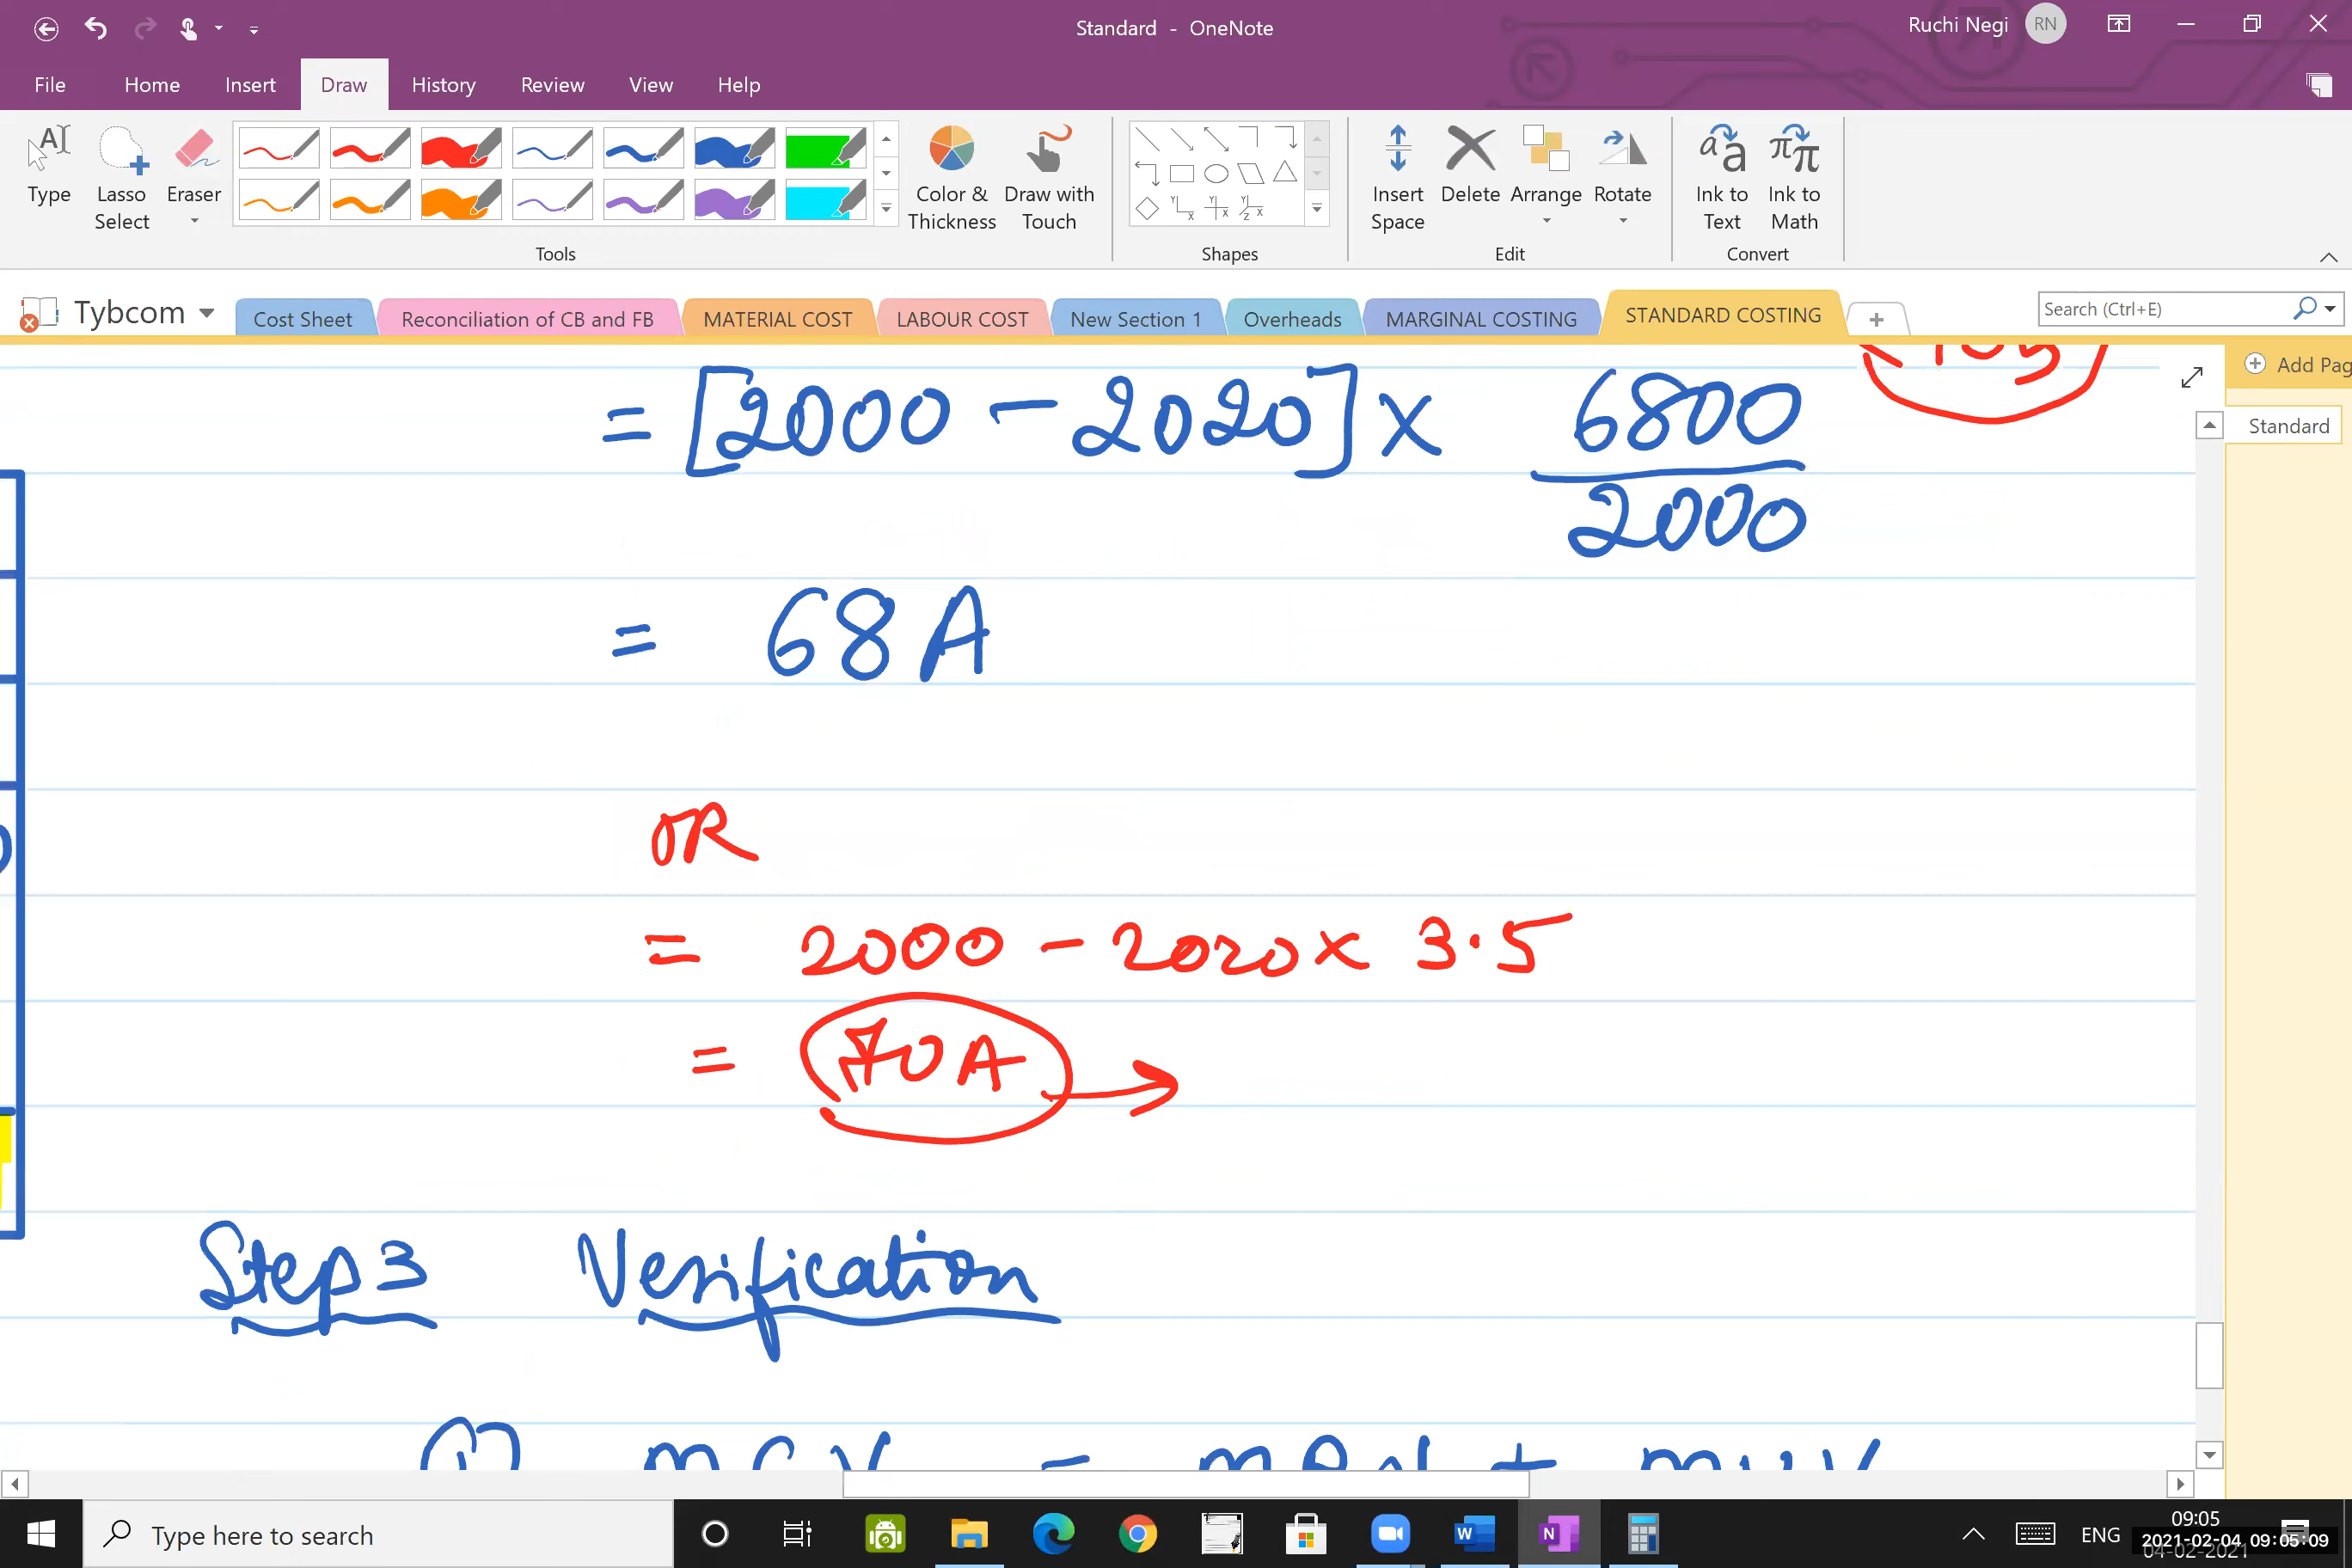 Standard - OneNote
Ruchi Negi RN
File Home Insert Draw History Review View Help
Type
Lasso Select
Eraser
Color & Thickness
Draw with Touch
Insert Space
Delete
Arrange
Rotate
Ink to Text
Ink to Math
Tools Shapes Edit Convert
Tybcom
Cost Sheet Reconciliation of CB and FB MATERIAL COST LABOUR COST New Section 1 Overheads MARGINAL COSTING STANDARD COSTING +
Search (Ctrl+E)
Add Pag
Standard
= [2000 - 2020] × 6800
2000
= 68 A
OR
= 2000 - 2020 × 3.5
= 70 A →
Step 3 Verification
① MCV =
Type here to search
ENG
09:05
2021-02-04 09:05:09